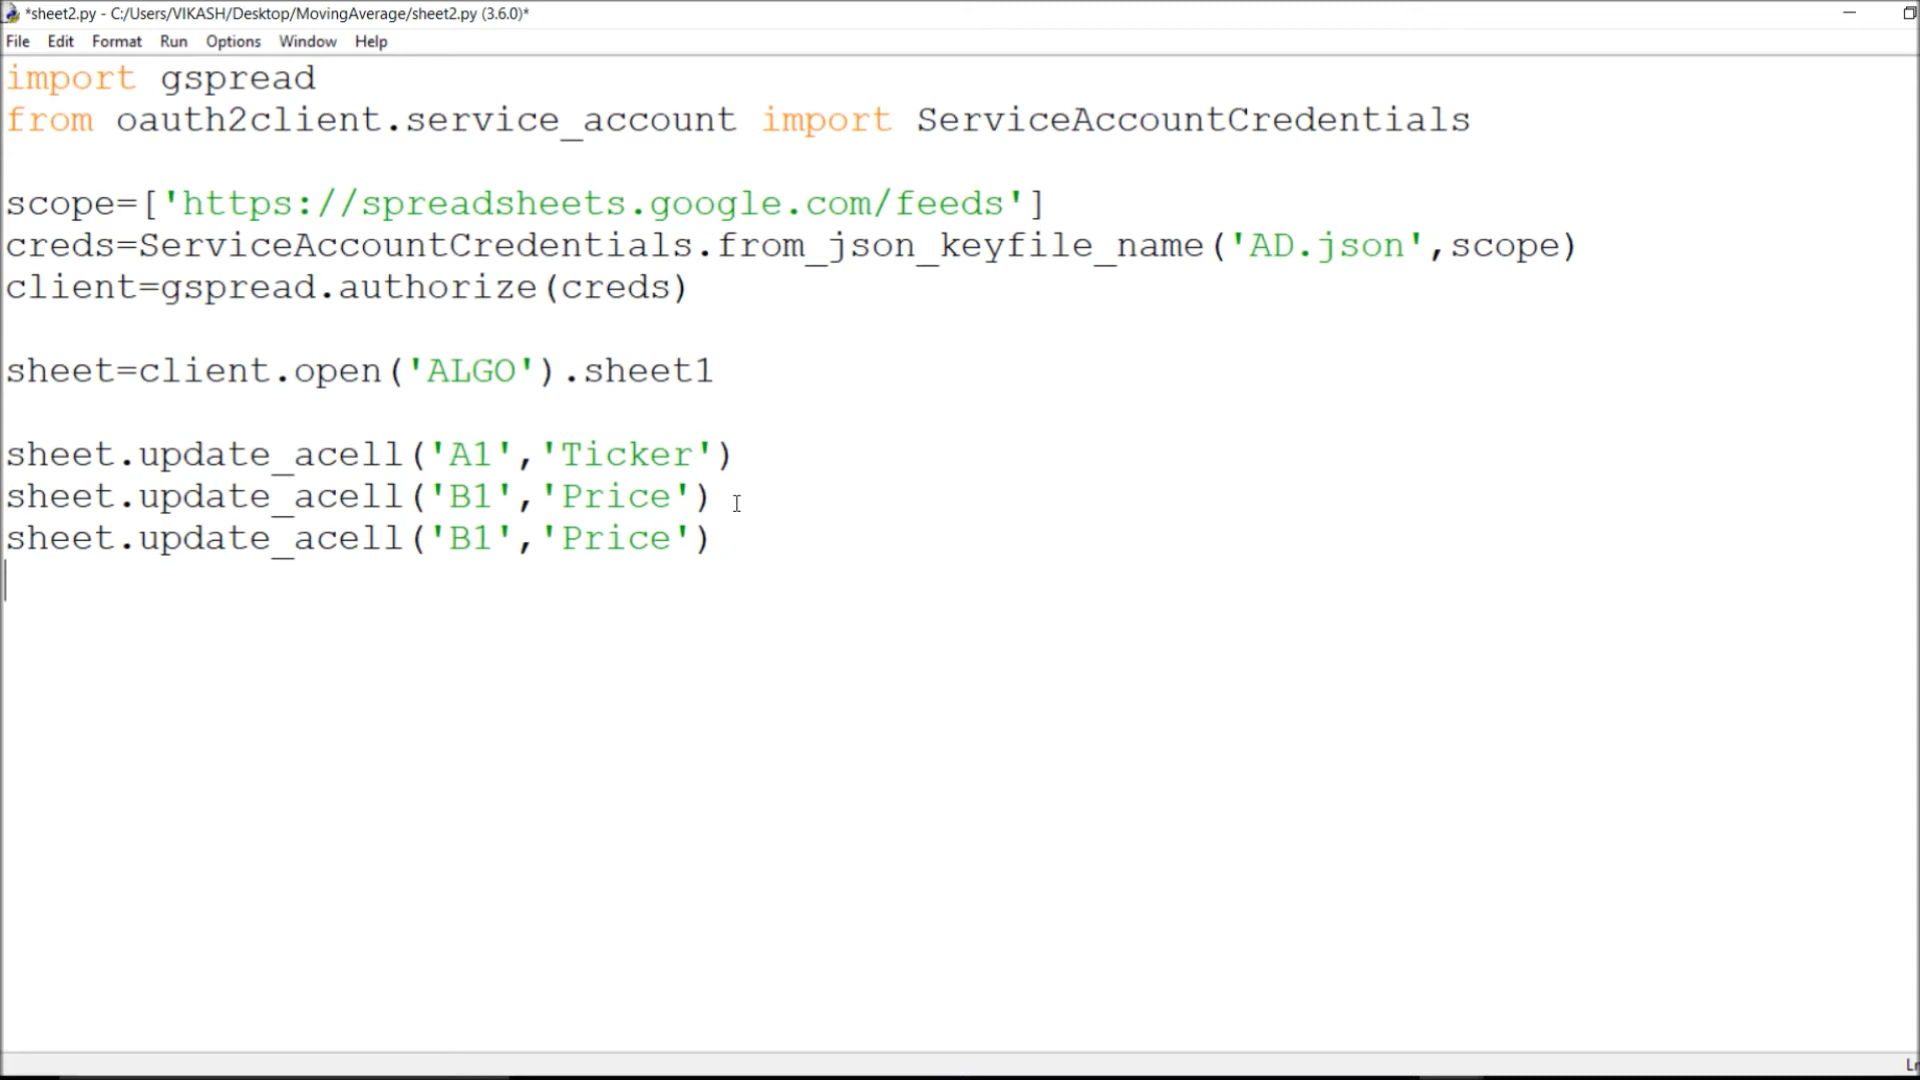 *sheet2.py - C:/Users/VIKASH/Desktop/MovingAverage/sheet2.py (3.6.0)*
File Edit Format Run Options Window Help
import gspread
from oauth2client.service_account import ServiceAccountCredentials
scope=['https://spreadsheets.google.com/feeds']
creds=ServiceAccountCredentials.from_json_keyfile_name('AD.json',scope)
client=gspread.authorize(creds)
sheet=client.open('ALGO').sheet1
sheet.update_acell('A1','Ticker')
sheet.update_acell('B1','Price')
sheet.update_acell('B1','Price')